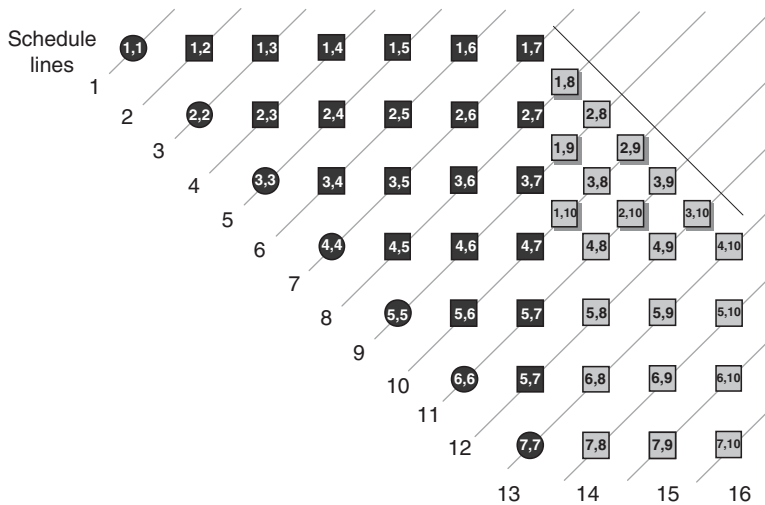 Schedule
lines
1,1 1,2 1,3 1,4 1,5 1,6 1,7
1
1,8
2
2,2 2,3 2,4 2,5 2,6 2,7 2,8
3
1,9 2,9
4
3,3 3,4 3,5 3,6 3,7 3,8 3,9
5
1,10 2,10 3,10
6
4,4 4,5 4,6 4,7 4,8 4,9 4,10
7
8
5,5 5,6 5,7 5,8 5,9 5,10
9
10
6,6 5,7 6,8 6,9 6,10
11
12
7,7 7,8 7,9 7,10
13 14 15 16